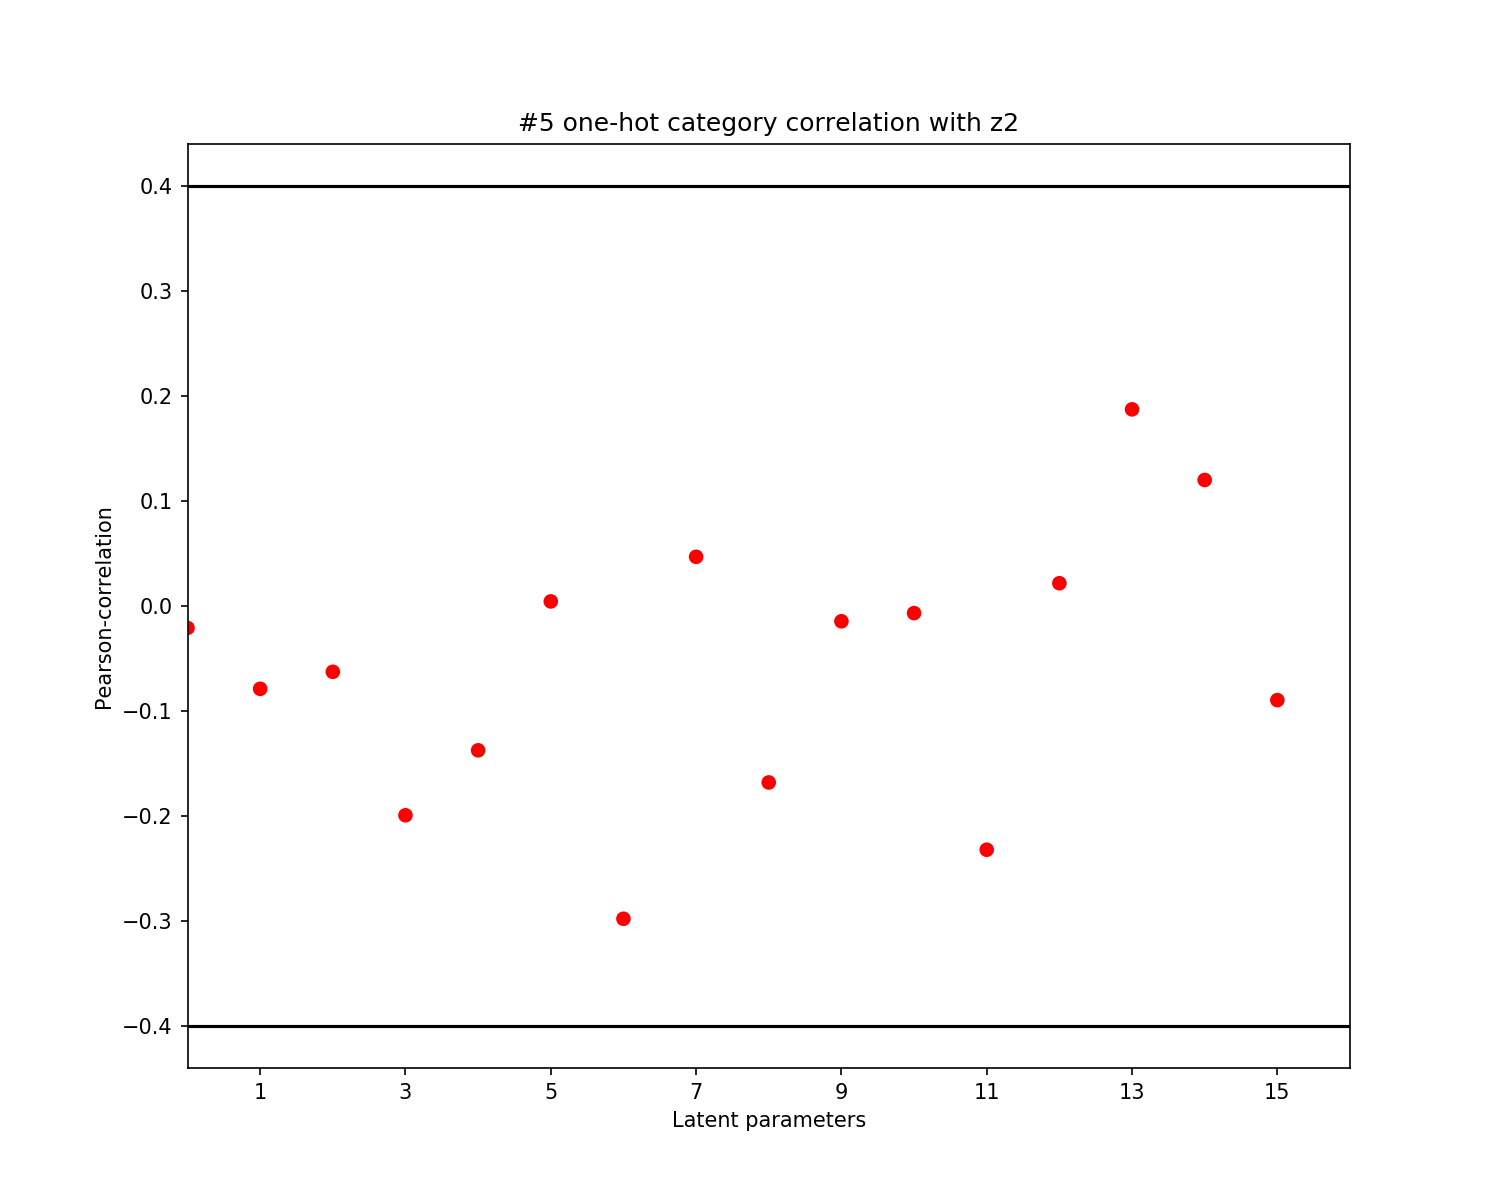 #5 one-hot category correlation with z2
0.4
0.3
0.2
0.1
0.0
−0.1
−0.2
−0.3
−0.4
Pearson-correlation
1 3 5 7 9 11 13 15
Latent parameters